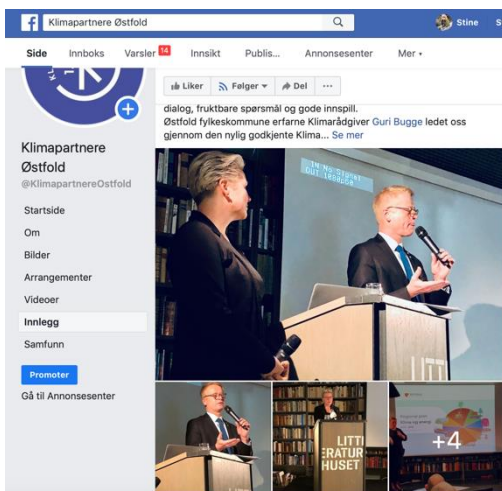 Klimapartnere Østfold
Stine
S
Side Innboks Varsler 14 Innsikt Publis... Annonsesenter Mer
Liker Følger Del ...
dialog, fruktbare spørsmål og gode innspill.
Østfold fylkeskommune erfarne Klimarådgiver Guri Bugge ledet oss
gjennom den nylig godkjente Klima... Se mer
Klimapartnere
Østfold
@KlimapartnereOstfold
Startside
Om
Bilder
Arrangementer
Videoer
Innlegg
Samfunn
Promoter
Gå til Annonsesenter
LITT
LITT
ERATUR
HUSET
+4